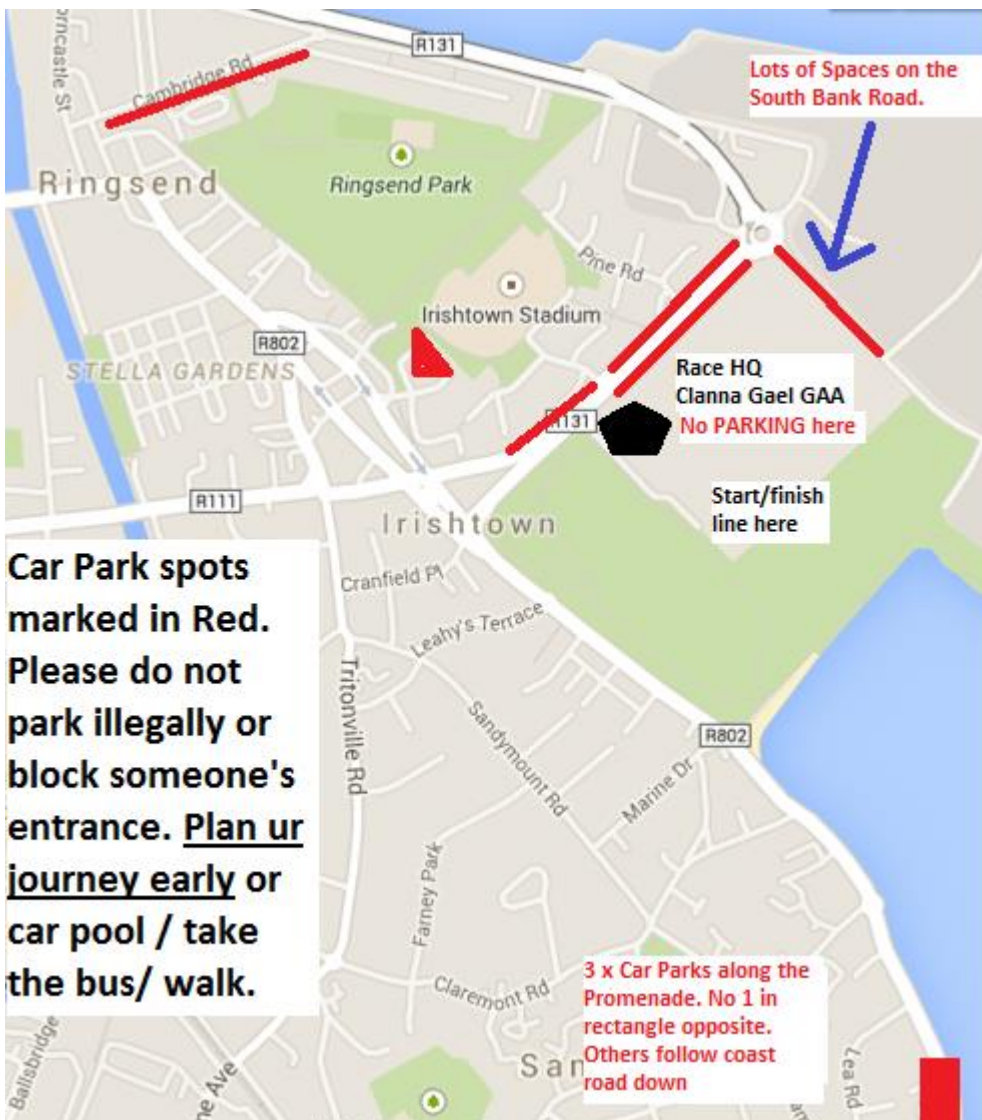 orncastle St
R131
Cambridge Rd
Lots of Spaces on the
South Bank Road.
Ringsend
Ringsend Park
Pine Rd
Irishtown Stadium
R802
STELLA GARDENS
Race HQ
Clanna Gael GAA
No PARKING here
R131
Start/finish
line here
R111
Irishtown
Car Park spots
marked in Red.
Please do not
park illegally or
block someone's
entrance. Plan ur
journey early or
car pool / take
the bus/ walk.
Cranfield Pl
Leahy's Terrace
Tritonville Rd
Sandymount Rd
R802
Marine Dr
Farney Park
Claremont Rd
3 x Car Parks along the
Promenade. No 1 in
rectangle opposite.
Others follow coast
road down
San
Lea Rd
Ballsbridge
ne Ave